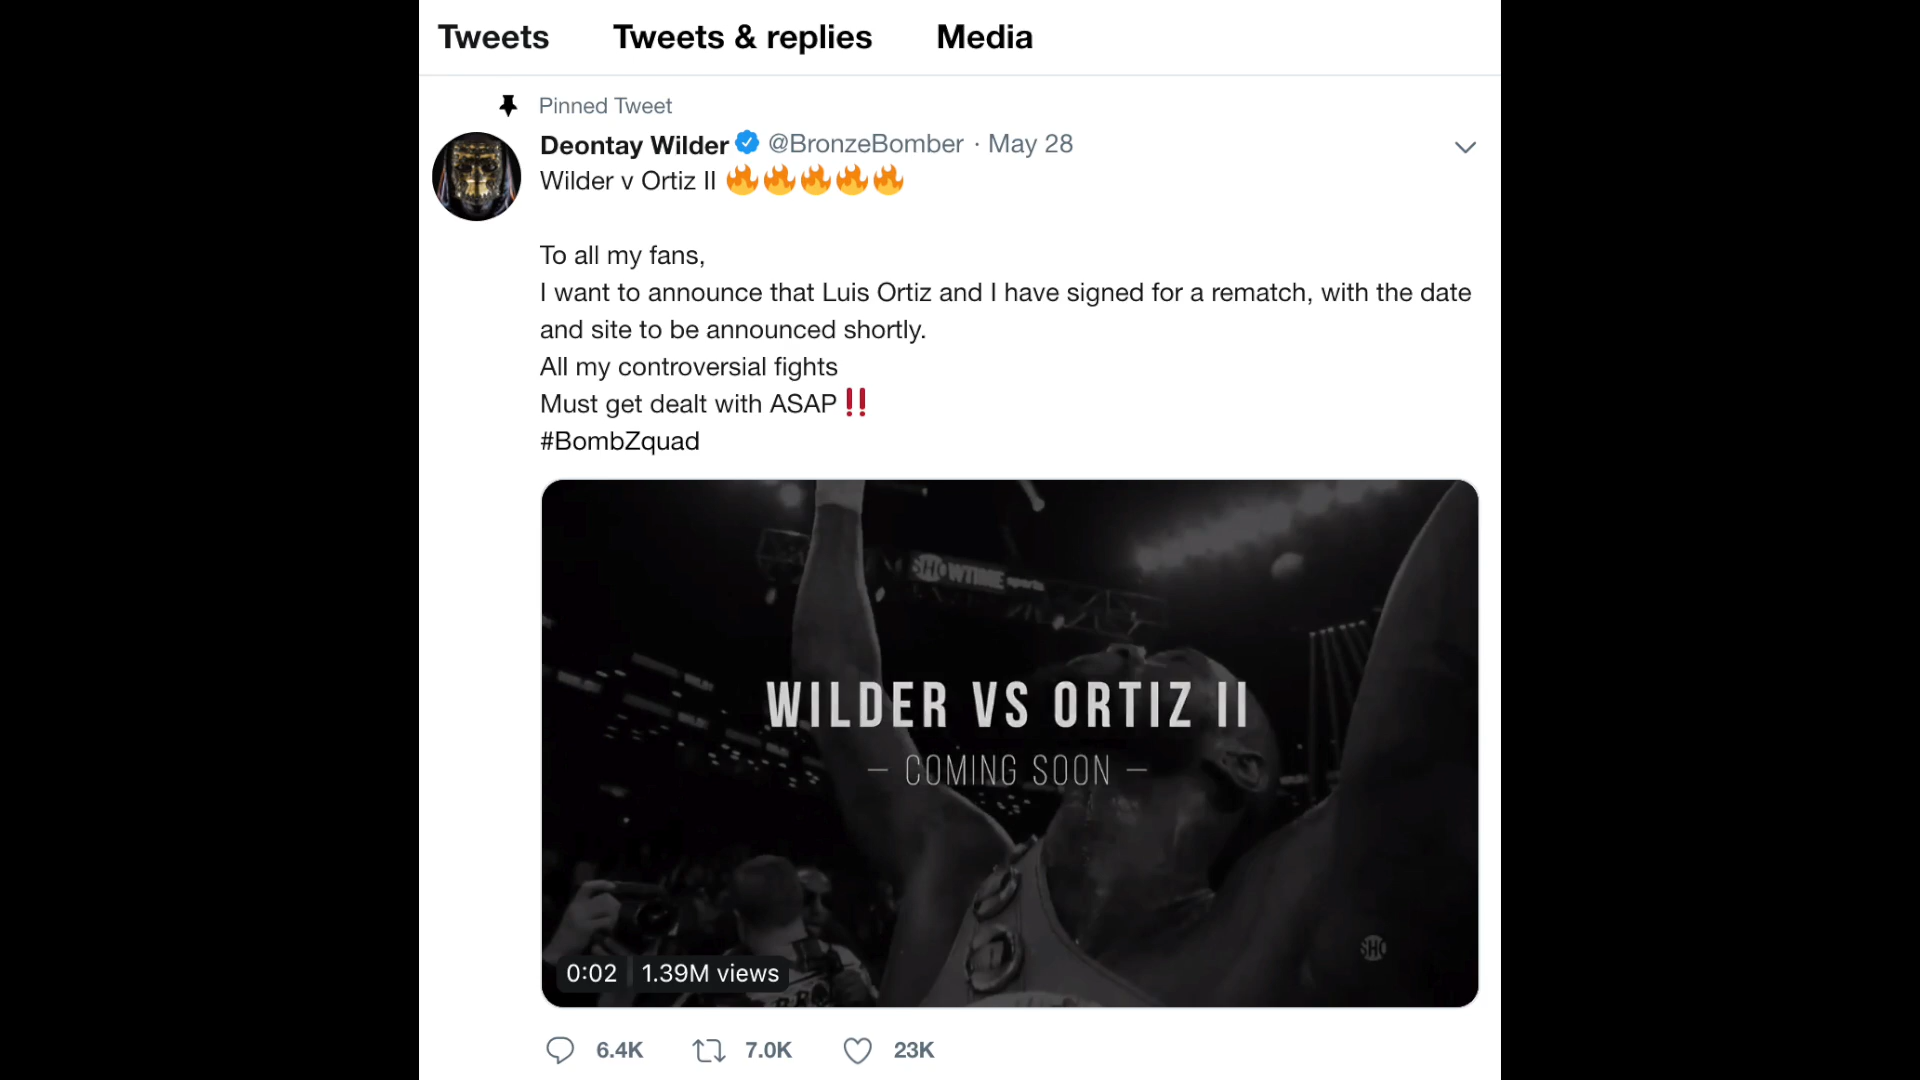 Tweets Tweets & replies Media
Pinned Tweet
Deontay Wilder @BronzeBomber · May 28
Wilder v Ortiz II 🔥🔥🔥🔥🔥
To all my fans,
I want to announce that Luis Ortiz and I have signed for a rematch, with the date
and site to be announced shortly.
All my controversial fights
Must get dealt with ASAP‼️
#BombZquad
SHOWTIME sports
WILDER VS ORTIZ II
– COMING SOON –
SHO
0:02 1.39M views
6.4K 7.0K 23K